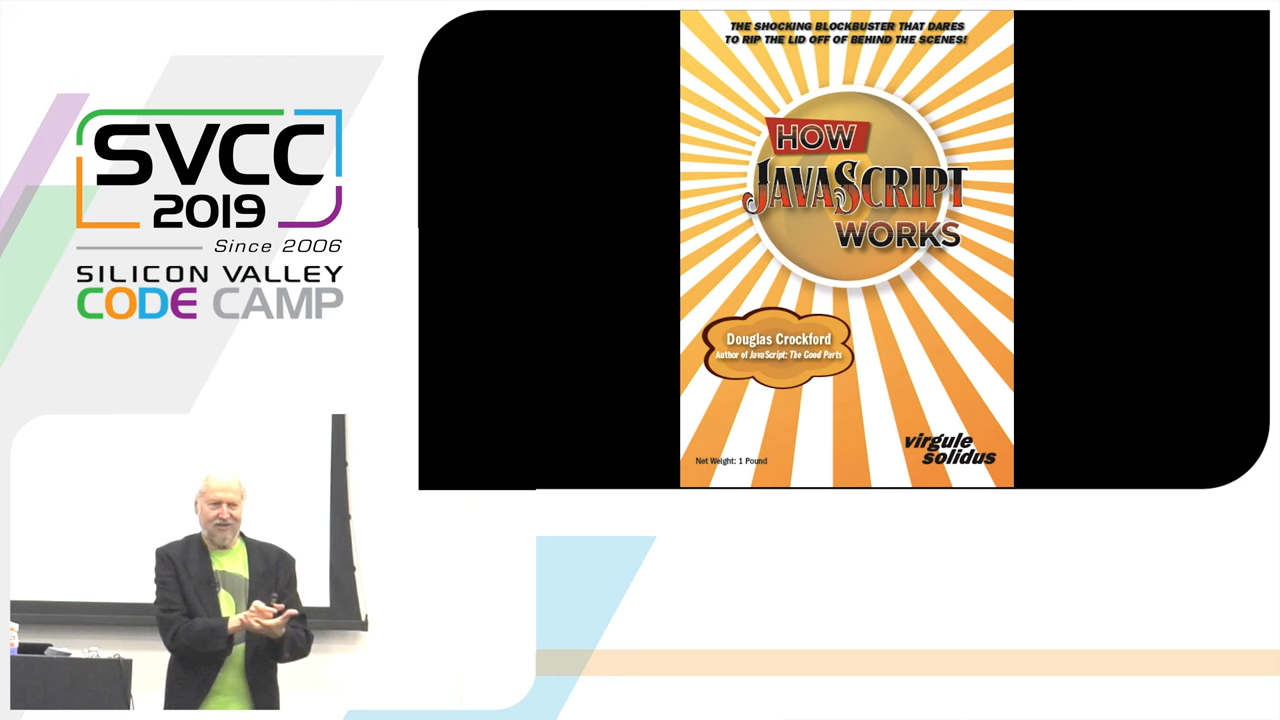 SVCC
2019
Since 2006
SILICON VALLEY
CODE CAMP
THE SHOCKING BLOCKBUSTER THAT DARES
TO RIP THE LID OFF OF BEHIND THE SCENES!
HOW
JAVASCRIPT
WORKS
Douglas Crockford
Author of JavaScript: The Good Parts
virgule
solidus
Net Weight: 1 Pound